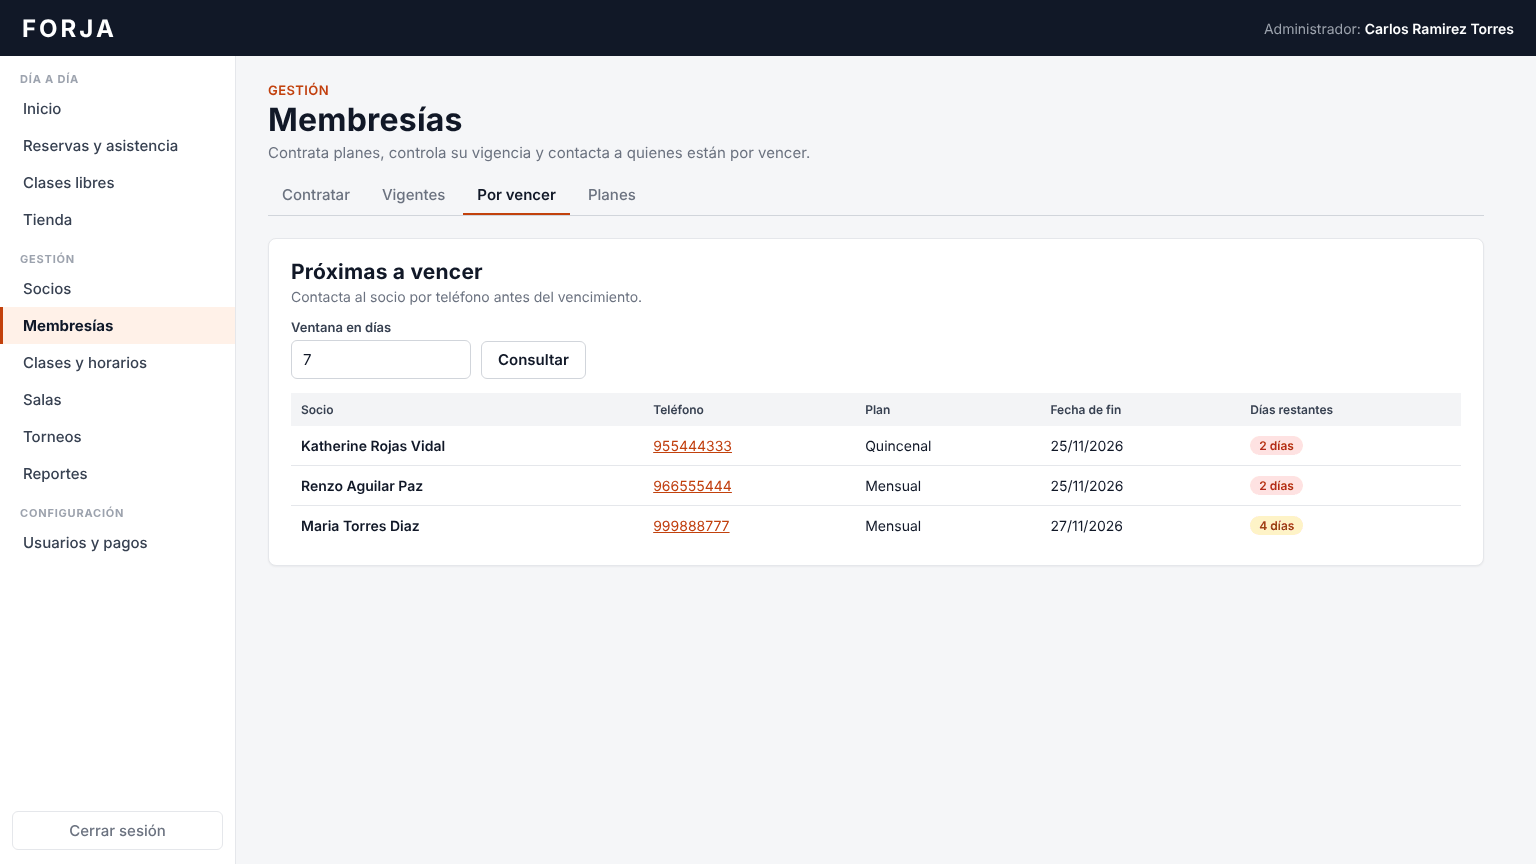 FORJA
Administrador: Carlos Ramirez Torres
DÍA A DÍA
Inicio
Reservas y asistencia
Clases libres
Tienda
GESTIÓN
Socios
Membresías
Clases y horarios
Salas
Torneos
Reportes
CONFIGURACIÓN
Usuarios y pagos
Cerrar sesión
GESTIÓN
Membresías
Contrata planes, controla su vigencia y contacta a quienes están por vencer.
Contratar Vigentes Por vencer Planes
Próximas a vencer
Contacta al socio por teléfono antes del vencimiento.
Ventana en días
7 Consultar
Socio Teléfono Plan Fecha de fin Días restantes
Katherine Rojas Vidal 955444333 Quincenal 25/11/2026 2 días
Renzo Aguilar Paz 966555444 Mensual 25/11/2026 2 días
Maria Torres Diaz 999888777 Mensual 27/11/2026 4 días